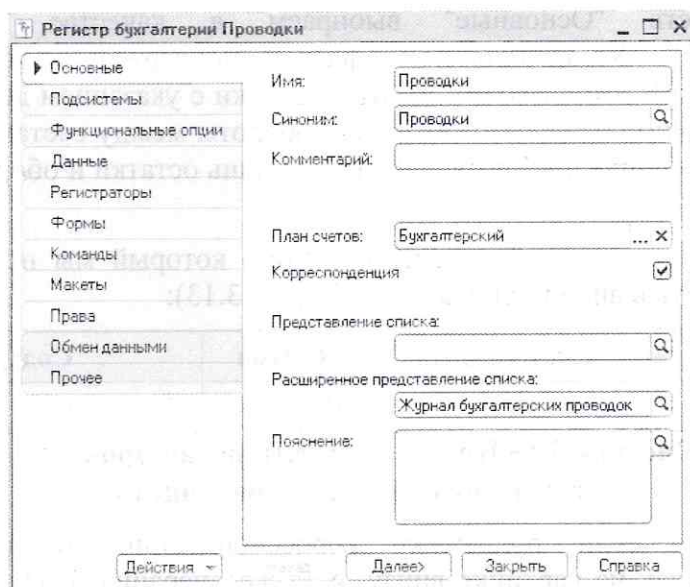 Регистр бухгалтерии Проводки
Основные
Подсистемы
Функциональные опции
Данные
Регистраторы
Формы
Команды
Макеты
Права
Обмен данными
Прочее
Имя: Проводки
Синоним: Проводки
Комментарий:
План счетов: Бухгалтерский ...
Корреспонденция
Представление списка:
Расширенное представление списка:
Журнал бухгалтерских проводок
Пояснение:
Действия Далее> Закрыть Справка